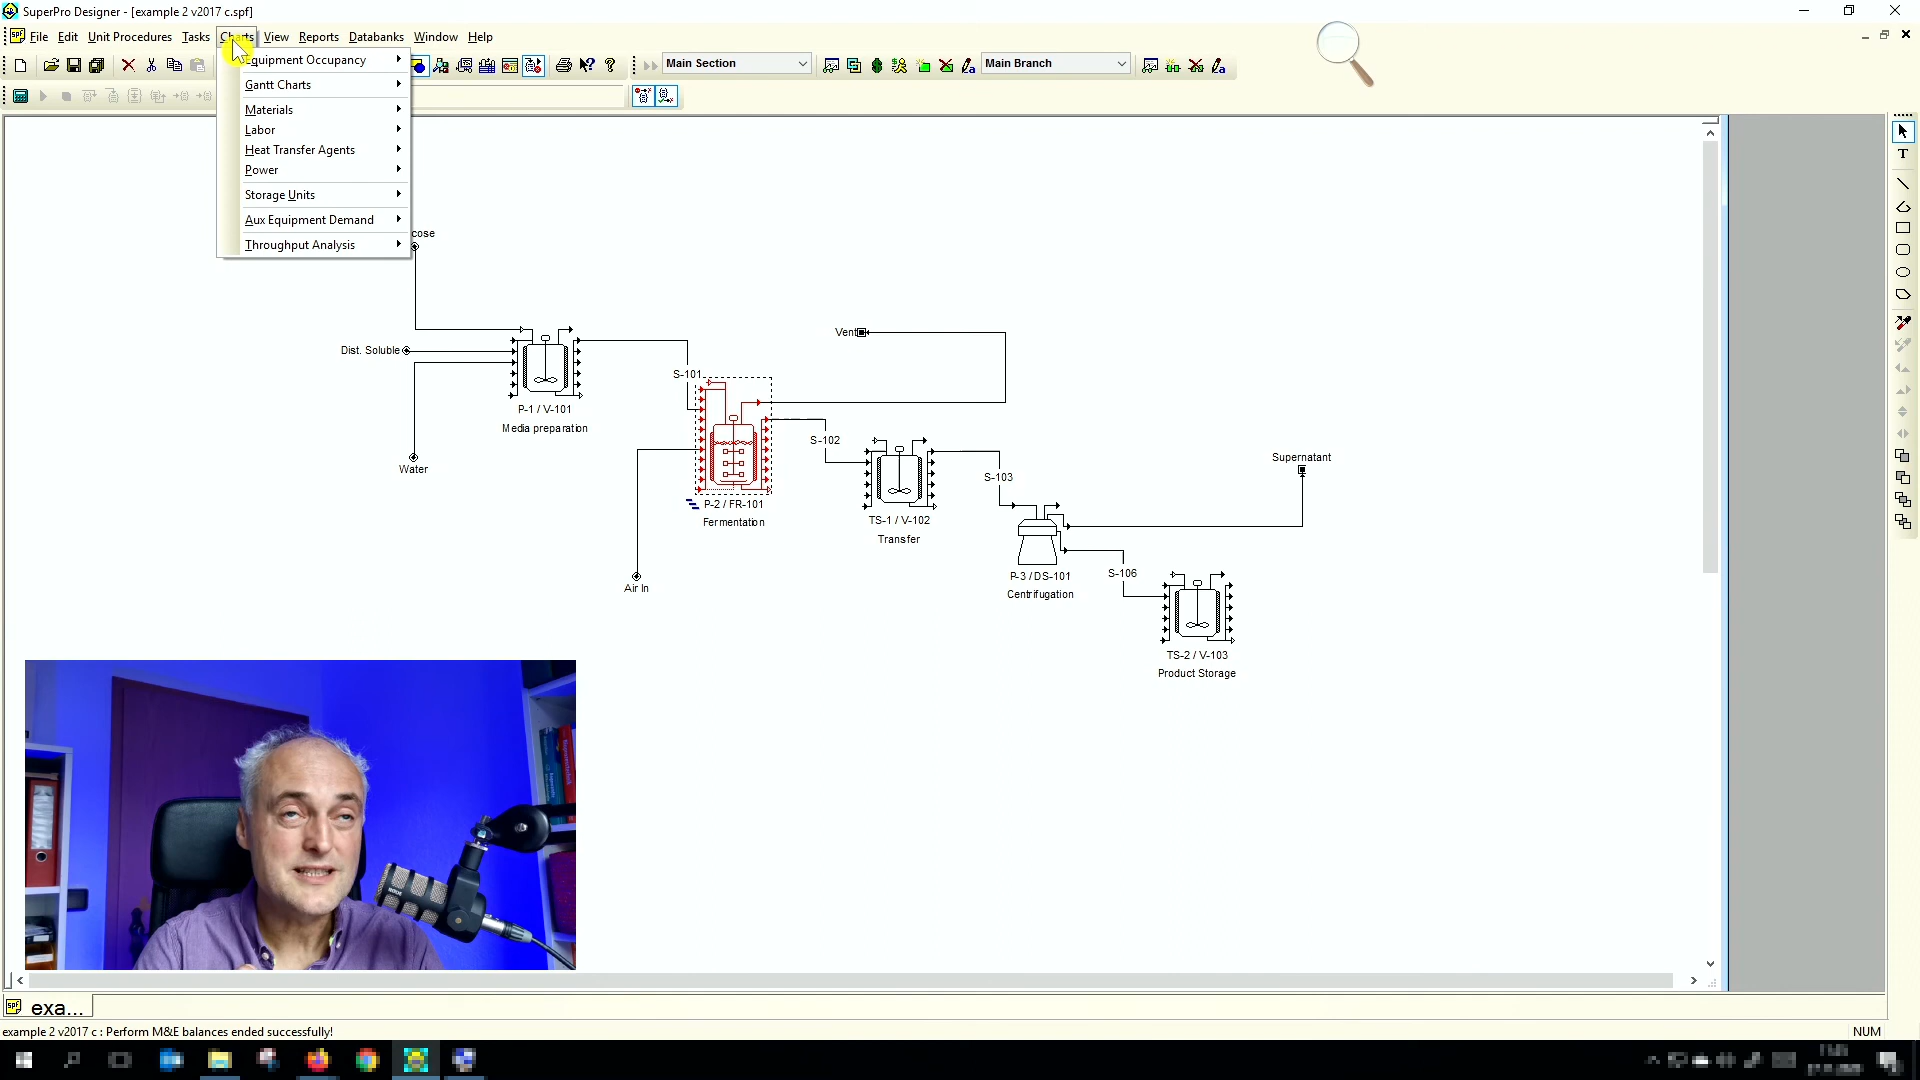 SuperPro Designer - [example 2 v2017 c.spf]
File Edit Unit Procedures Tasks Charts View Reports Databanks Window Help
Main Section
Main Branch
Equipment Occupancy
Gantt Charts
Materials
Labor
Heat Transfer Agents
Power
Storage Units
Aux Equipment Demand
Throughput Analysis
cose
Dist. Soluble
Water
P-1 / V-101
Media preparation
S-101
Vent
P-2 / FR-101
Fermentation
Air In
S-102
TS-1 / V-102
Transfer
S-103
P-3 / DS-101
Centrifugation
Supernatant
S-106
TS-2 / V-103
Product Storage
exa...
example 2 v2017 c : Perform M&E balances ended successfully!
NUM